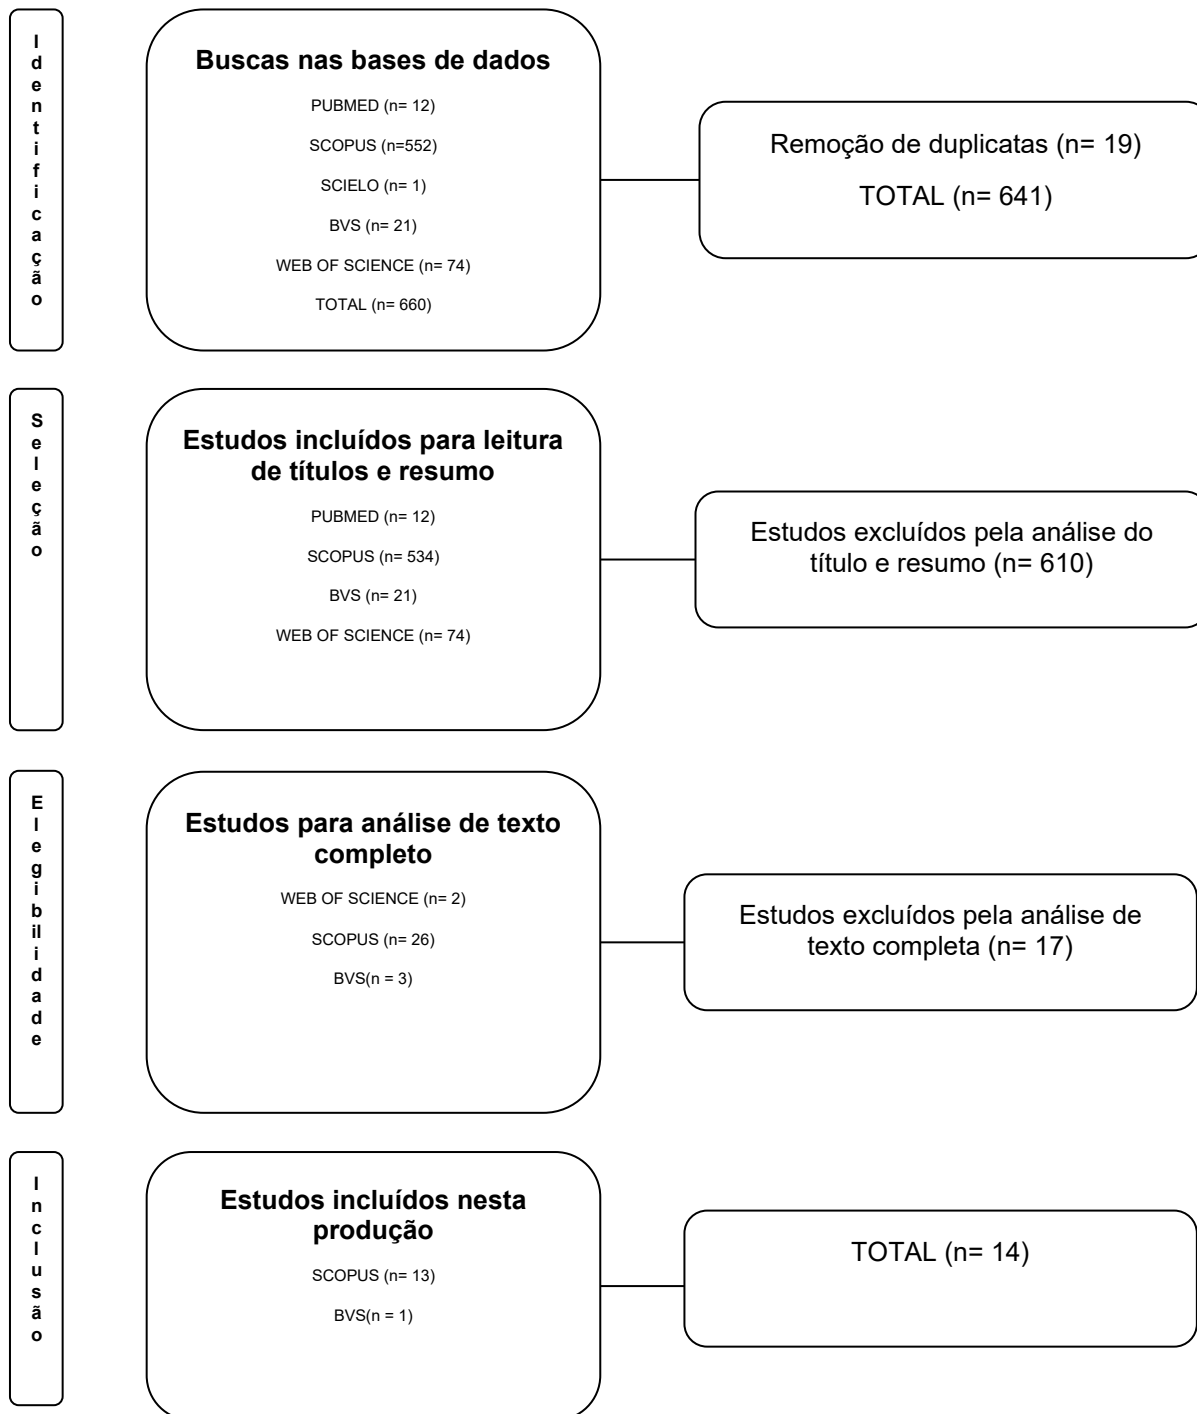 Identificação
Buscas nas bases de dados
PUBMED (n= 12)
SCOPUS (n=552)
SCIELO (n= 1)
BVS (n= 21)
WEB OF SCIENCE (n= 74)
TOTAL (n= 660)
Remoção de duplicatas (n= 19)
TOTAL (n= 641)
Seleção
Estudos incluídos para leitura
de títulos e resumo
PUBMED (n= 12)
SCOPUS (n= 534)
BVS (n= 21)
WEB OF SCIENCE (n= 74)
Estudos excluídos pela análise do
título e resumo (n= 610)
Elegibilidade
Estudos para análise de texto
completo
WEB OF SCIENCE (n= 2)
SCOPUS (n= 26)
BVS(n = 3)
Estudos excluídos pela análise de
texto completa (n= 17)
Inclusão
Estudos incluídos nesta
produção
SCOPUS (n= 13)
BVS(n = 1)
TOTAL (n= 14)